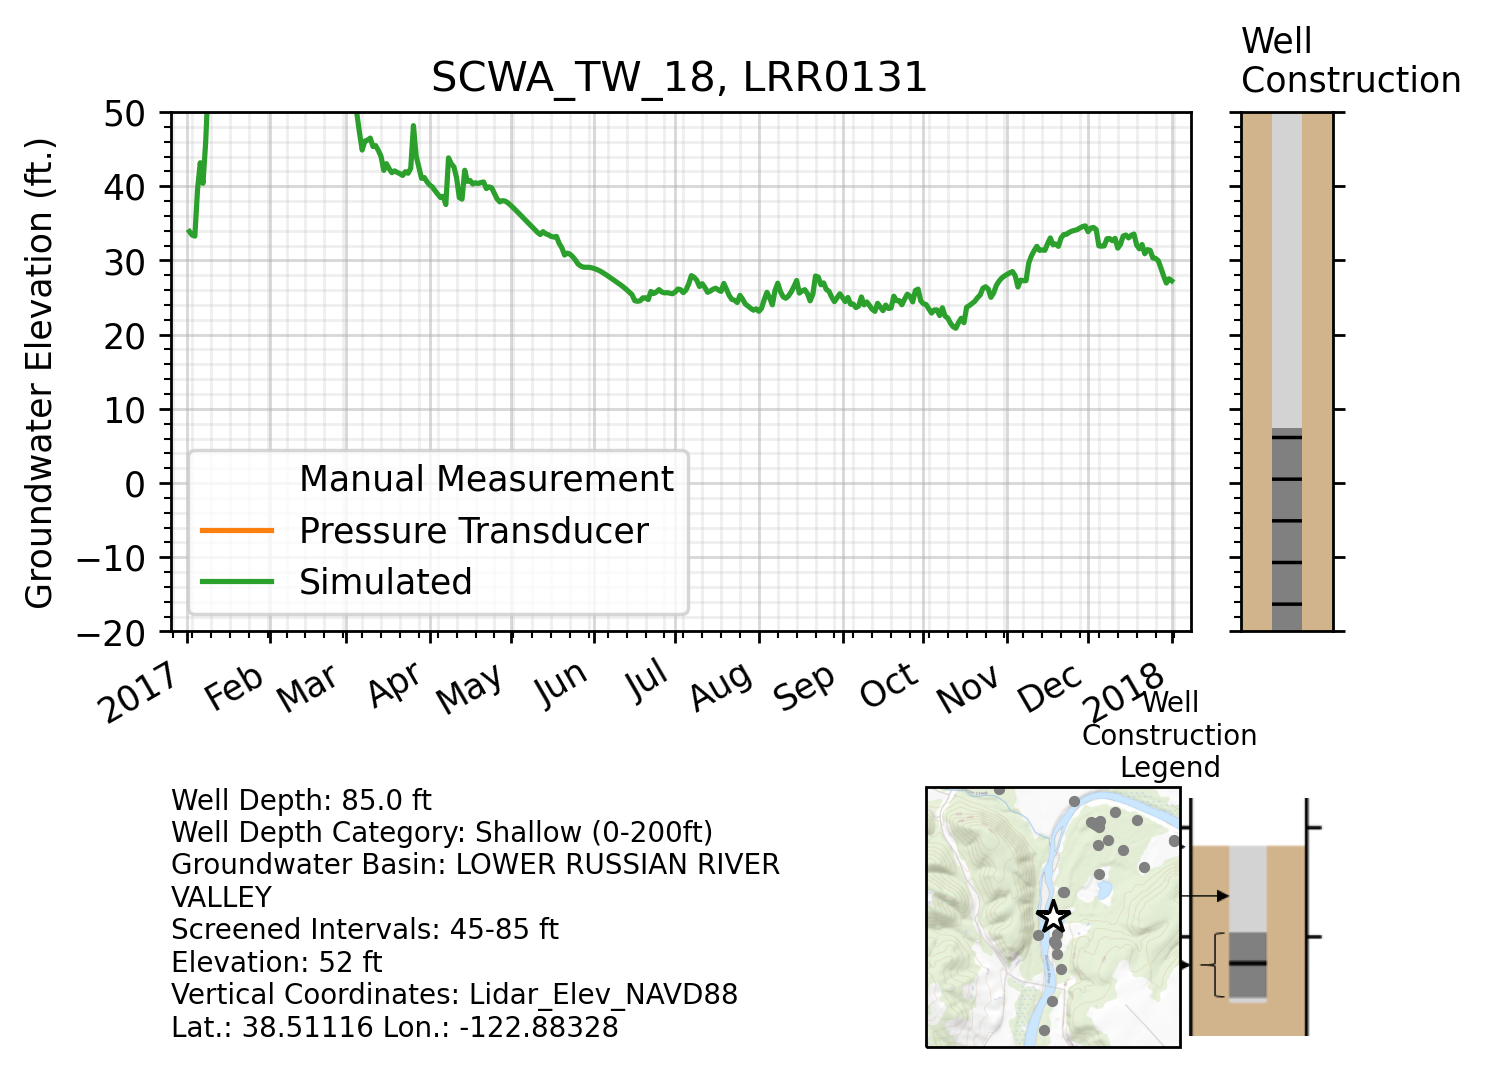 Well
Construction
SCWA_TW_18, LRR0131
Groundwater Elevation (ft.)
50
40
30
20
10
0
−10
−20
Manual Measurement
Pressure Transducer
Simulated
2017
Feb
Mar
Apr
May
Jun
Jul
Aug
Sep
Oct
Nov
Dec
2018
Well
Construction
Legend
Well Depth: 85.0 ft
Well Depth Category: Shallow (0-200ft)
Groundwater Basin: LOWER RUSSIAN RIVER
VALLEY
Screened Intervals: 45-85 ft
Elevation: 52 ft
Vertical Coordinates: Lidar_Elev_NAVD88
Lat.: 38.51116 Lon.: -122.88328